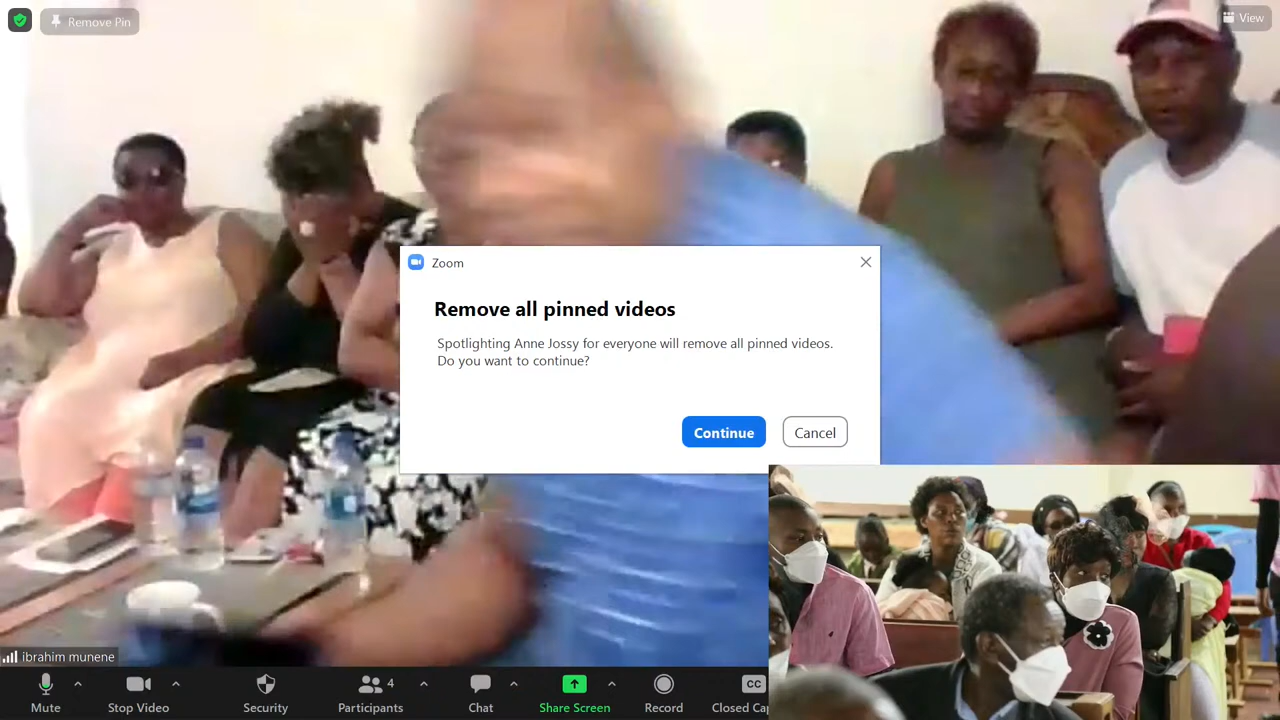 Remove Pin
View
Zoom
Remove all pinned videos
Spotlighting Anne Jossy for everyone will remove all pinned videos.
Do you want to continue?
Continue
Cancel
ibrahim munene
Mute
Stop Video
Security
Participants
4
Chat
Share Screen
Record
CC
Closed Cap